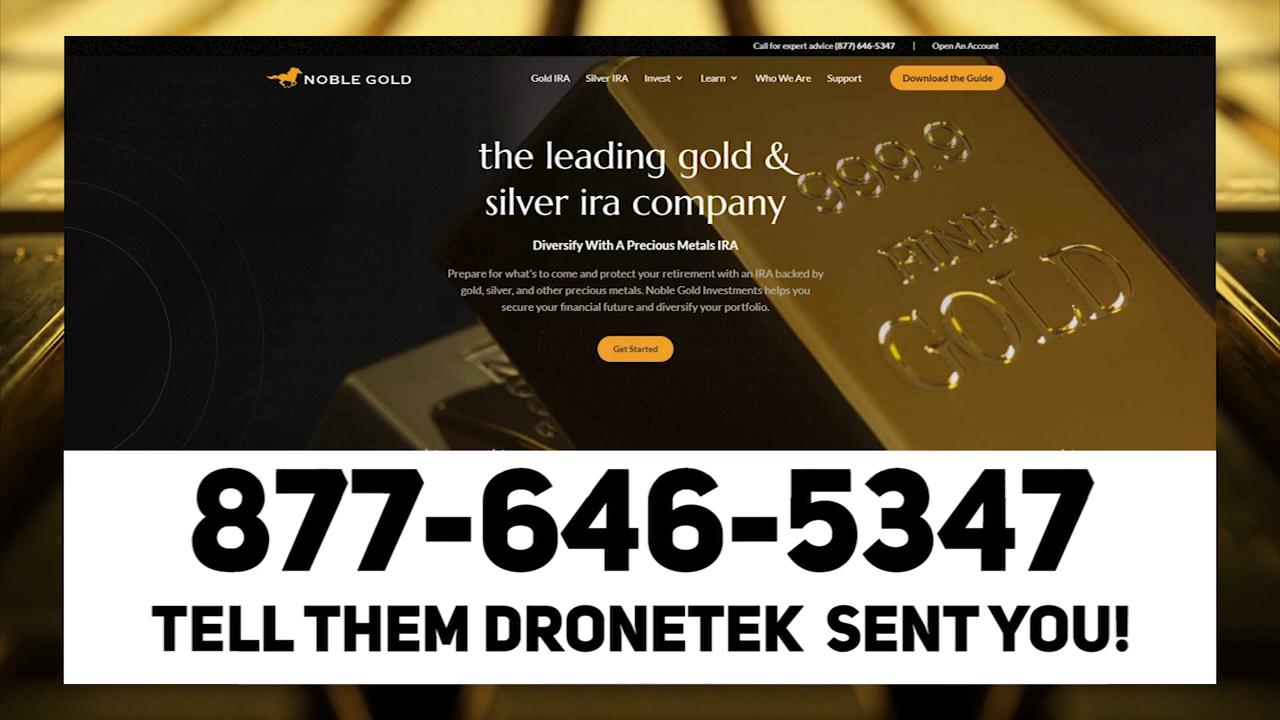 Call for expert advice (877) 646-5347 | Open An Account
NOBLE GOLD Gold IRA Silver IRA Invest Learn Who We Are Support Download the Guide
the leading gold &
silver ira company
Diversify With A Precious Metals IRA
Prepare for what's to come and protect your retirement with an IRA backed by
gold, silver, and other precious metals. Noble Gold Investments helps you
secure your financial future and diversify your portfolio.
Get Started
999.9
FINE
GOLD
877-646-5347
TELL THEM DRONETEK SENT YOU!